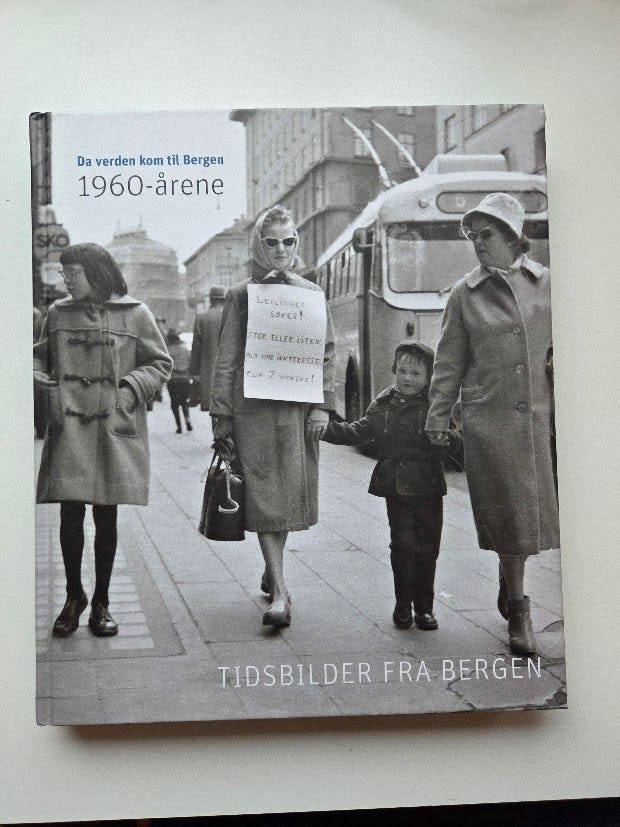 Da verden kom til Bergen
1960-årene
SKO
LEILIGHET
SØKES!
STOR ELLER LITEN,
ALT HAR INNTERESSE
KUN 2 VOKSNE!
TIDSBILDER FRA BERGEN